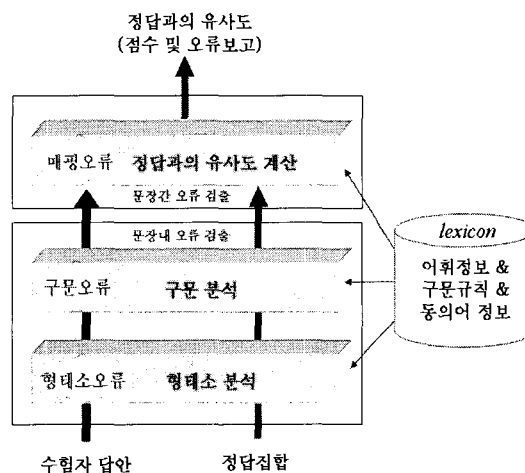 정답과의 유사도
(점수 및 오류보고)
매핑오류 정답과의 유사도 계산
문장간 오류 검출
문장내 오류 검출
구문오류 구문 분석
형태소오류 형태소 분석
수험자 답안 정답집합
lexicon
어휘정보 &
구문규칙 &
동의어 정보